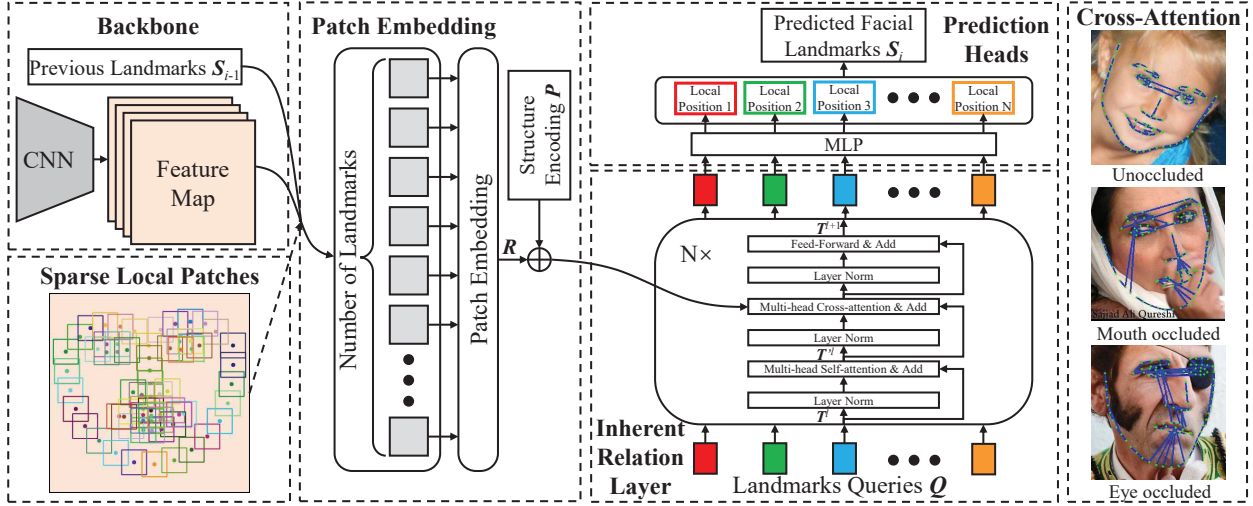 Backbone
Previous Landmarks S_{i-1}
CNN
Feature
Map
Sparse Local Patches
Patch Embedding
Number of Landmarks
Patch Embedding
Structure
Encoding P
R
Predicted Facial
Landmarks S_i
Prediction
Heads
Local
Position 1
Local
Position 2
Local
Position 3
Local
Position N
MLP
N×
T^{l+1}
Feed-Forward & Add
Layer Norm
Multi-head Cross-attention & Add
Layer Norm
T'^l
Multi-head Self-attention & Add
Layer Norm
T^l
Inherent
Relation
Layer
Landmarks Queries Q
Cross-Attention
Unoccluded
Sajjad Ali Qureshi
Mouth occluded
Eye occluded